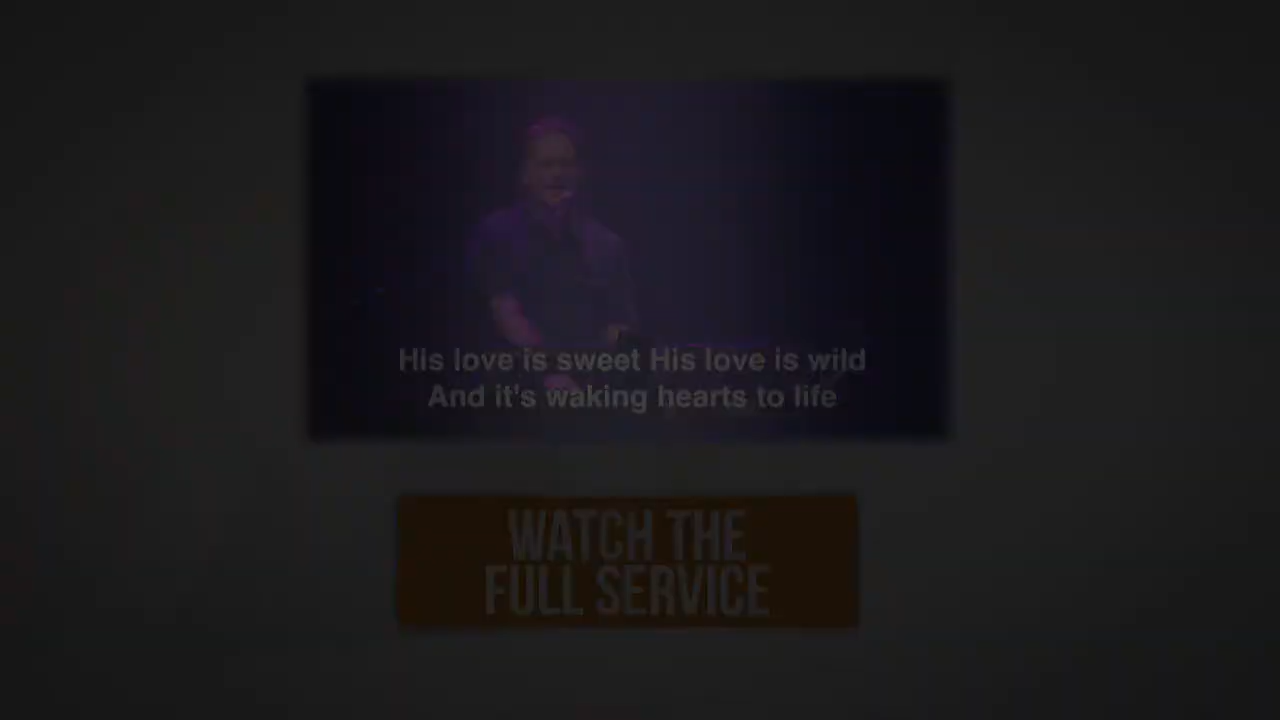 His love is sweet His love is wild
And it's waking hearts to life
WATCH THE
FULL SERVICE